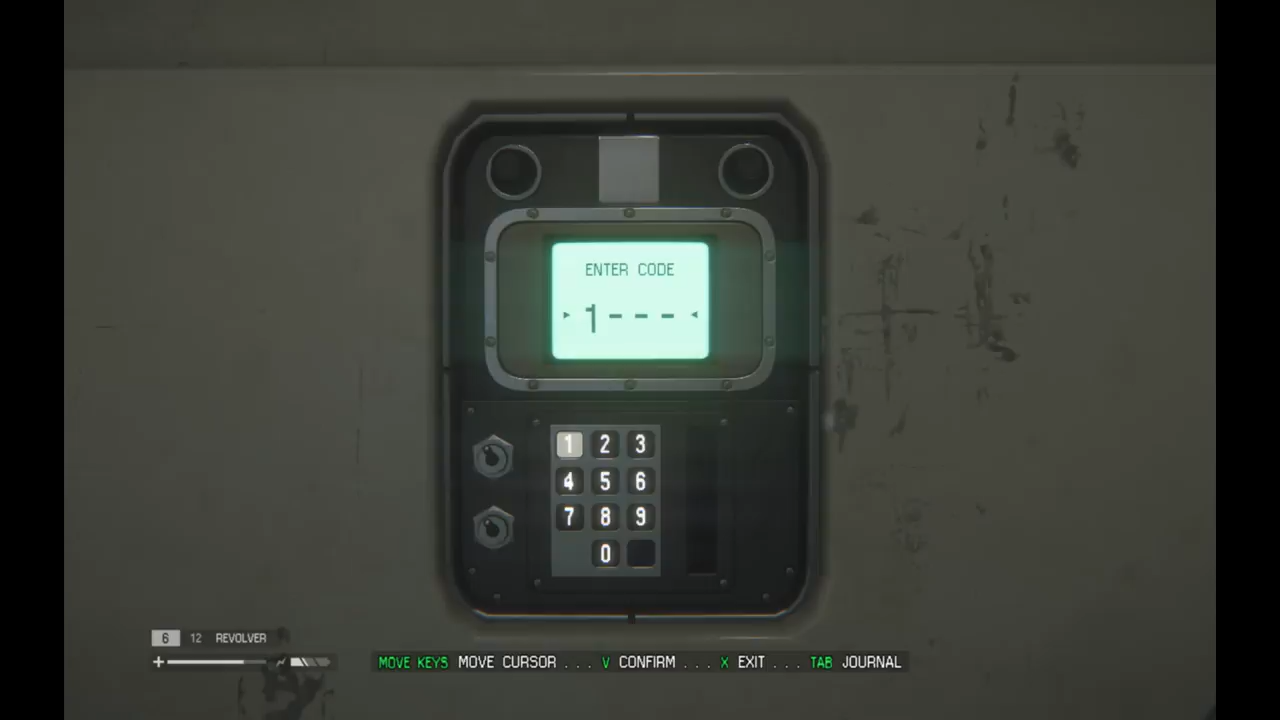 ENTER CODE
1---
1 2 3
4 5 6
7 8 9
0
6 12 REVOLVER
MOVE KEYS MOVE CURSOR ... V CONFIRM ... X EXIT ... TAB JOURNAL